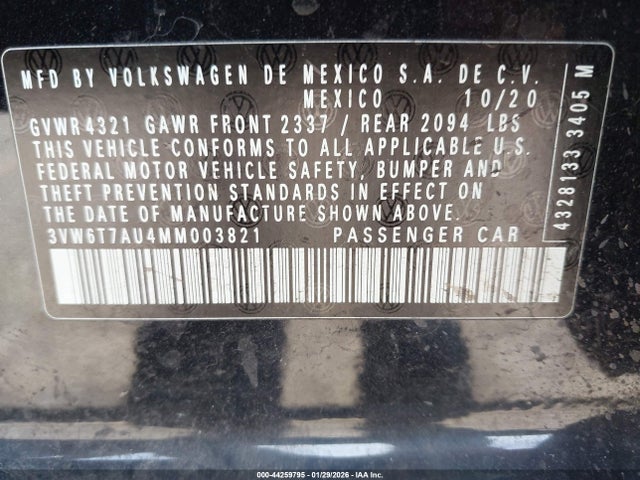 MFD BY VOLKSWAGEN DE MEXICO S.A. DE C.V.
MEXICO 10/20
GVWR4321 GAWR FRONT 2337 / REAR 2094 LBS
THIS VEHICLE CONFORMS TO ALL APPLICABLE U.S.
FEDERAL MOTOR VEHICLE SAFETY, BUMPER AND
THEFT PREVENTION STANDARDS IN EFFECT ON
THE DATE OF MANUFACTURE SHOWN ABOVE.
3VW6T7AU4MM003821 PASSENGER CAR
4328133 3405 M
000-44259795 - 01/29/2026 - IAA Inc.